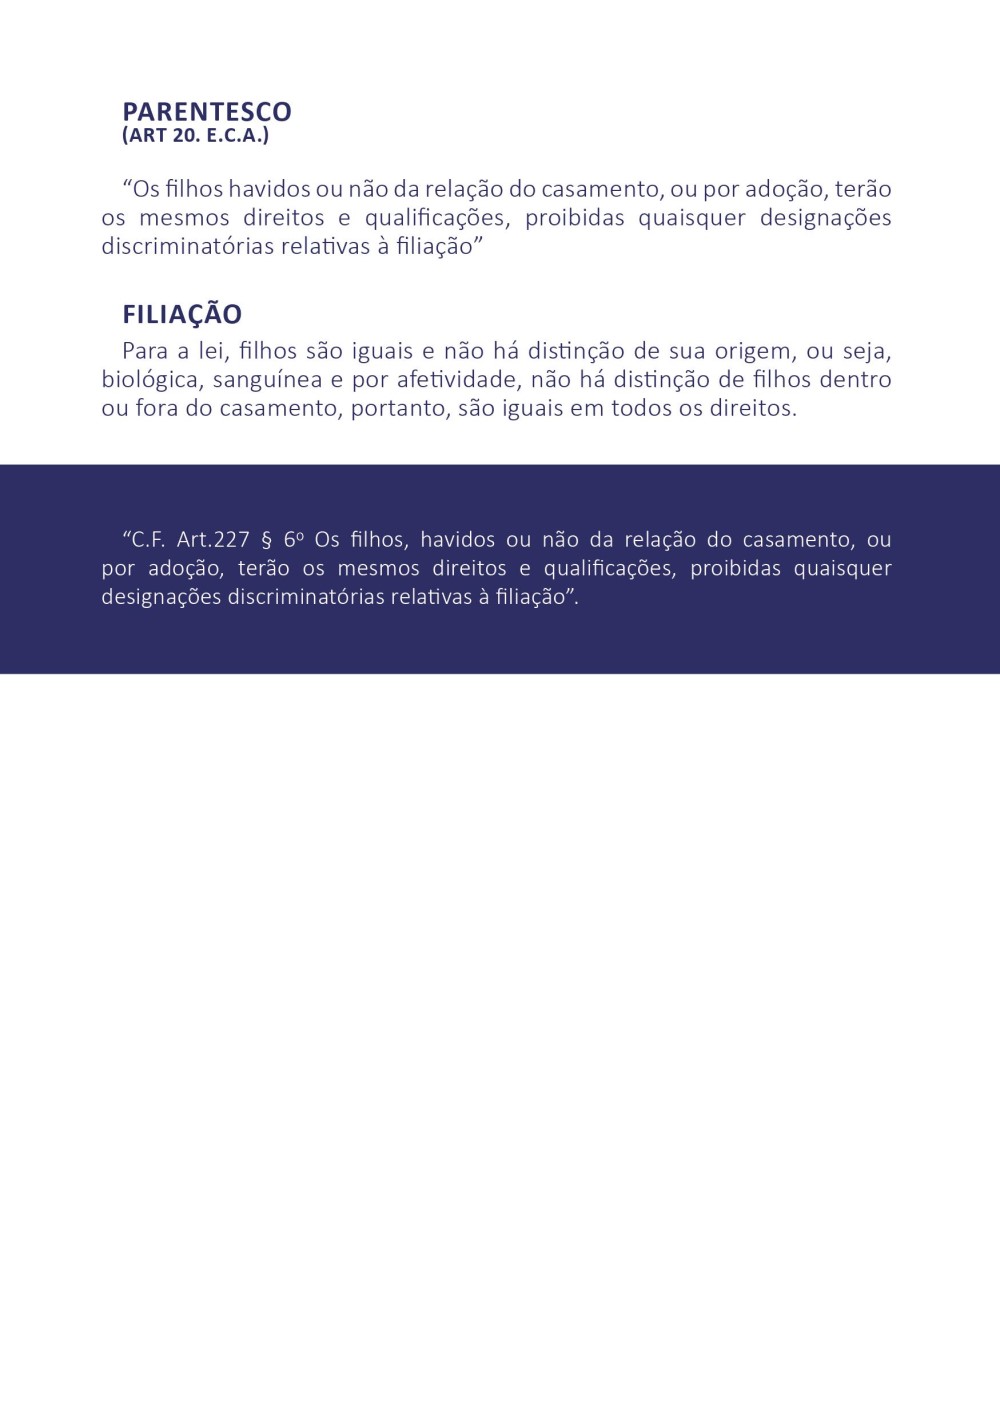 PARENTESCO
(ART 20. E.C.A.)
“Os filhos havidos ou não da relação do casamento, ou por adoção, terão
os mesmos direitos e qualificações, proibidas quaisquer designações
discriminatórias relativas à filiação”
FILIAÇÃO
Para a lei, filhos são iguais e não há distinção de sua origem, ou seja,
biológica, sanguínea e por afetividade, não há distinção de filhos dentro
ou fora do casamento, portanto, são iguais em todos os direitos.
“C.F. Art.227 § 6º Os filhos, havidos ou não da relação do casamento, ou
por adoção, terão os mesmos direitos e qualificações, proibidas quaisquer
designações discriminatórias relativas à filiação”.